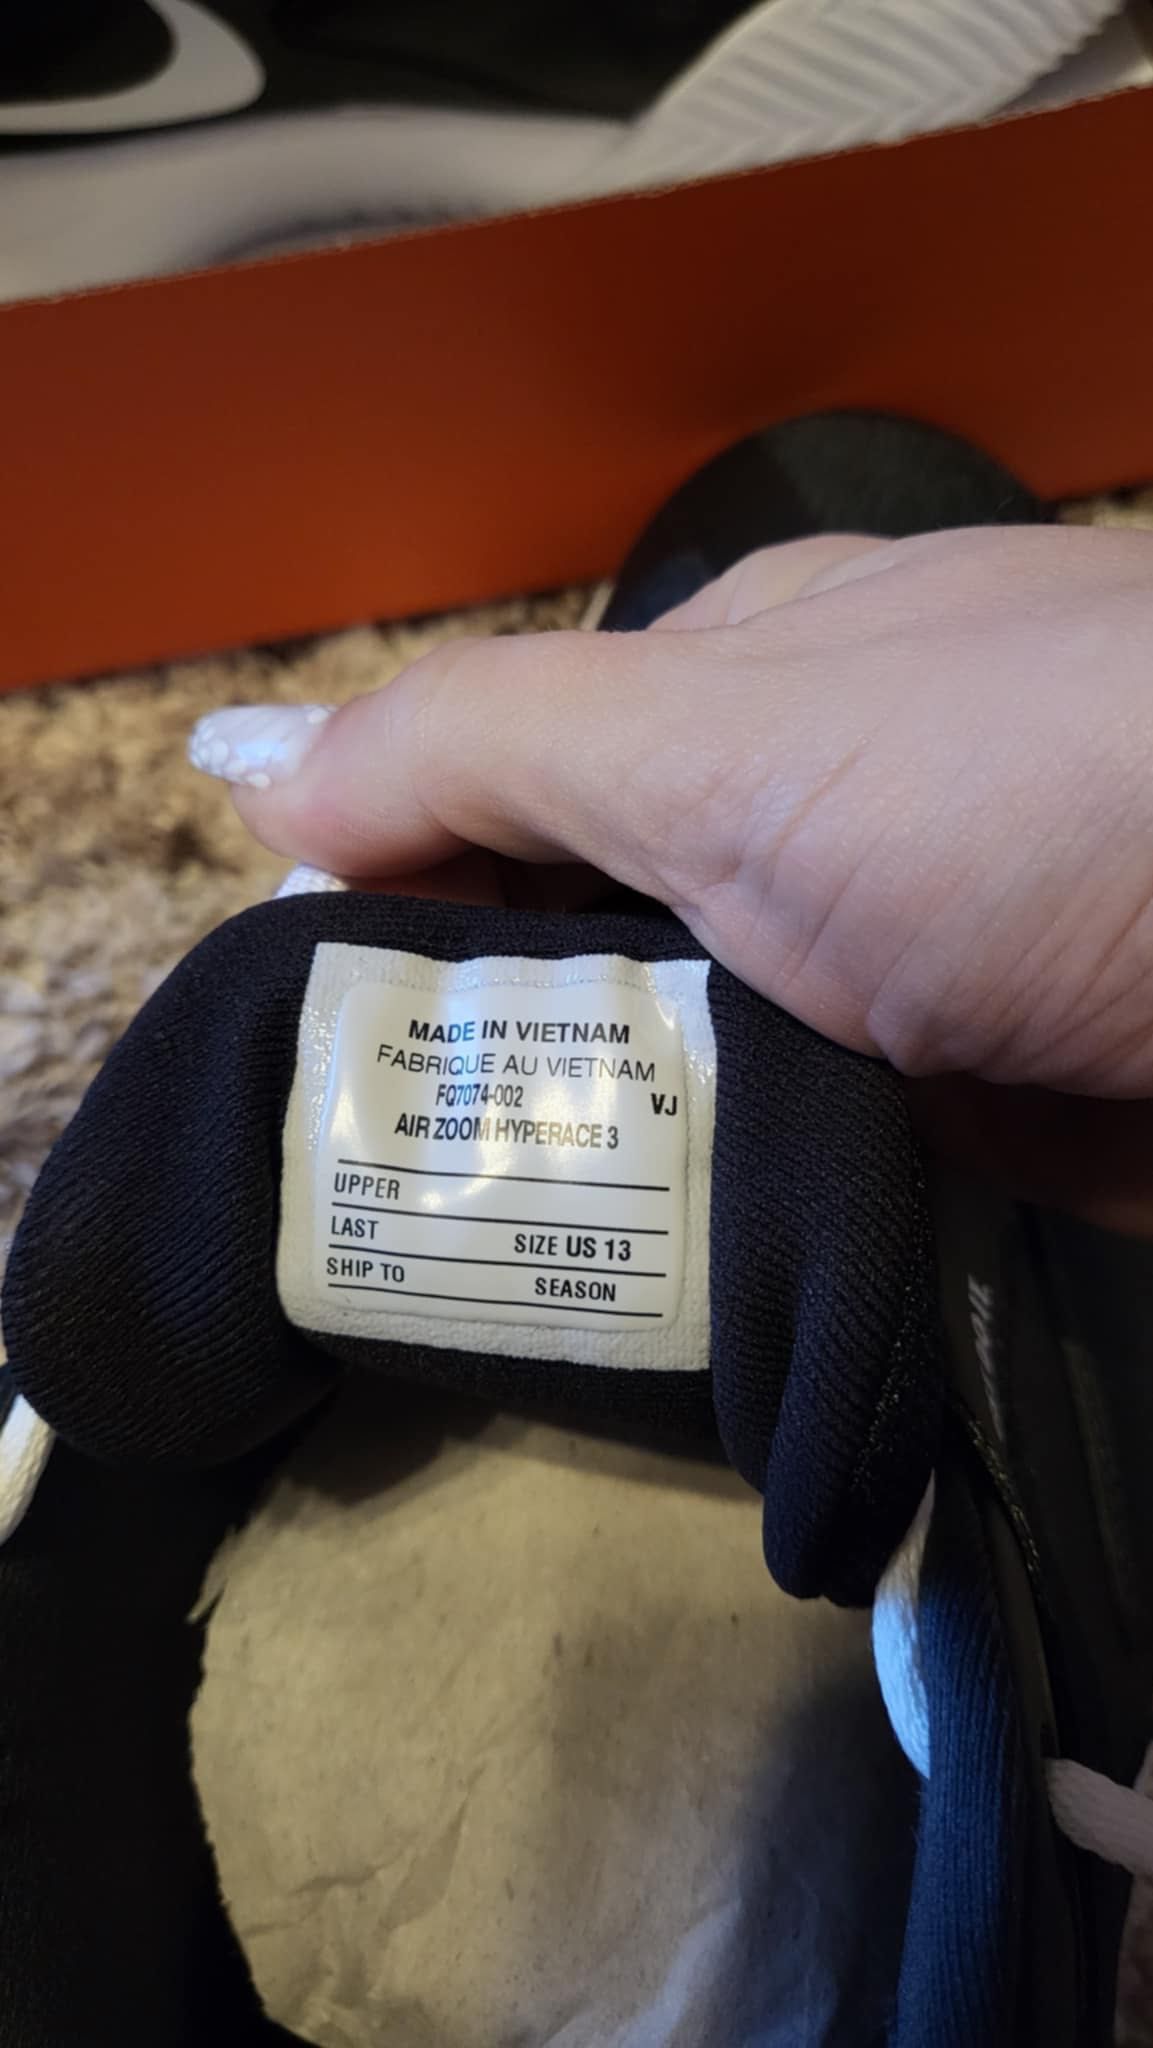 MADE IN VIETNAM
FABRIQUE AU VIETNAM
FQ7074-002 VJ
AIR ZOOM HYPERACE 3
UPPER
LAST SIZE US 13
SHIP TO SEASON